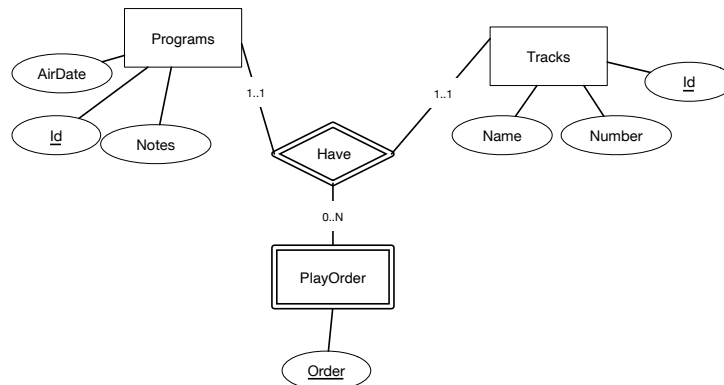 Programs
Tracks
AirDate
Id
1..1
1..1
Id
Notes
Name
Number
Have
0..N
PlayOrder
Order